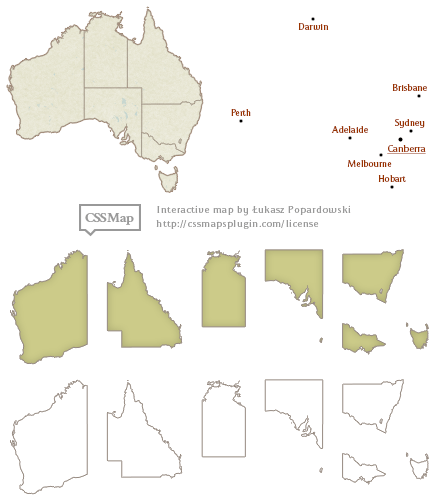 Darwin
Brisbane
Perth
Sydney
Adelaide
Canberra
Melbourne
Hobart
CSSMap
Interactive map by Łukasz Popardowski
http://cssmapsplugin.com/license